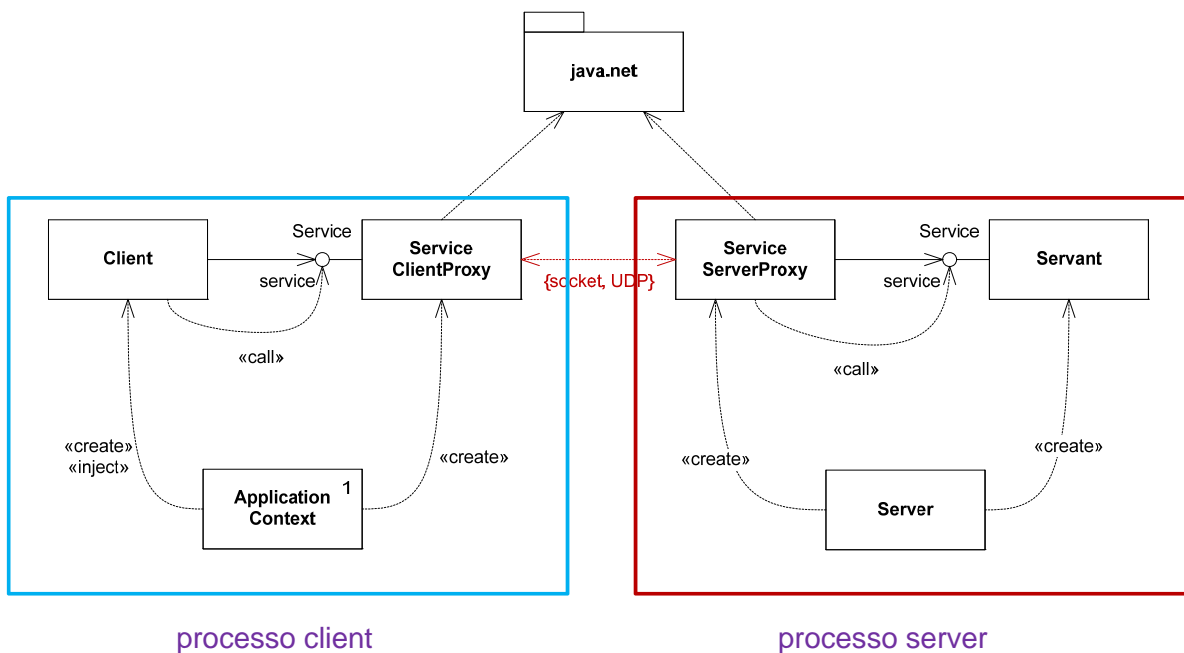 java.net
Client
Service
service
Service
ClientProxy
{socket, UDP}
Service
ServerProxy
Service
service
Servant
«call»
«call»
«create»
«inject»
«create»
«create»
«create»
Application
Context
1
Server
processo client
processo server